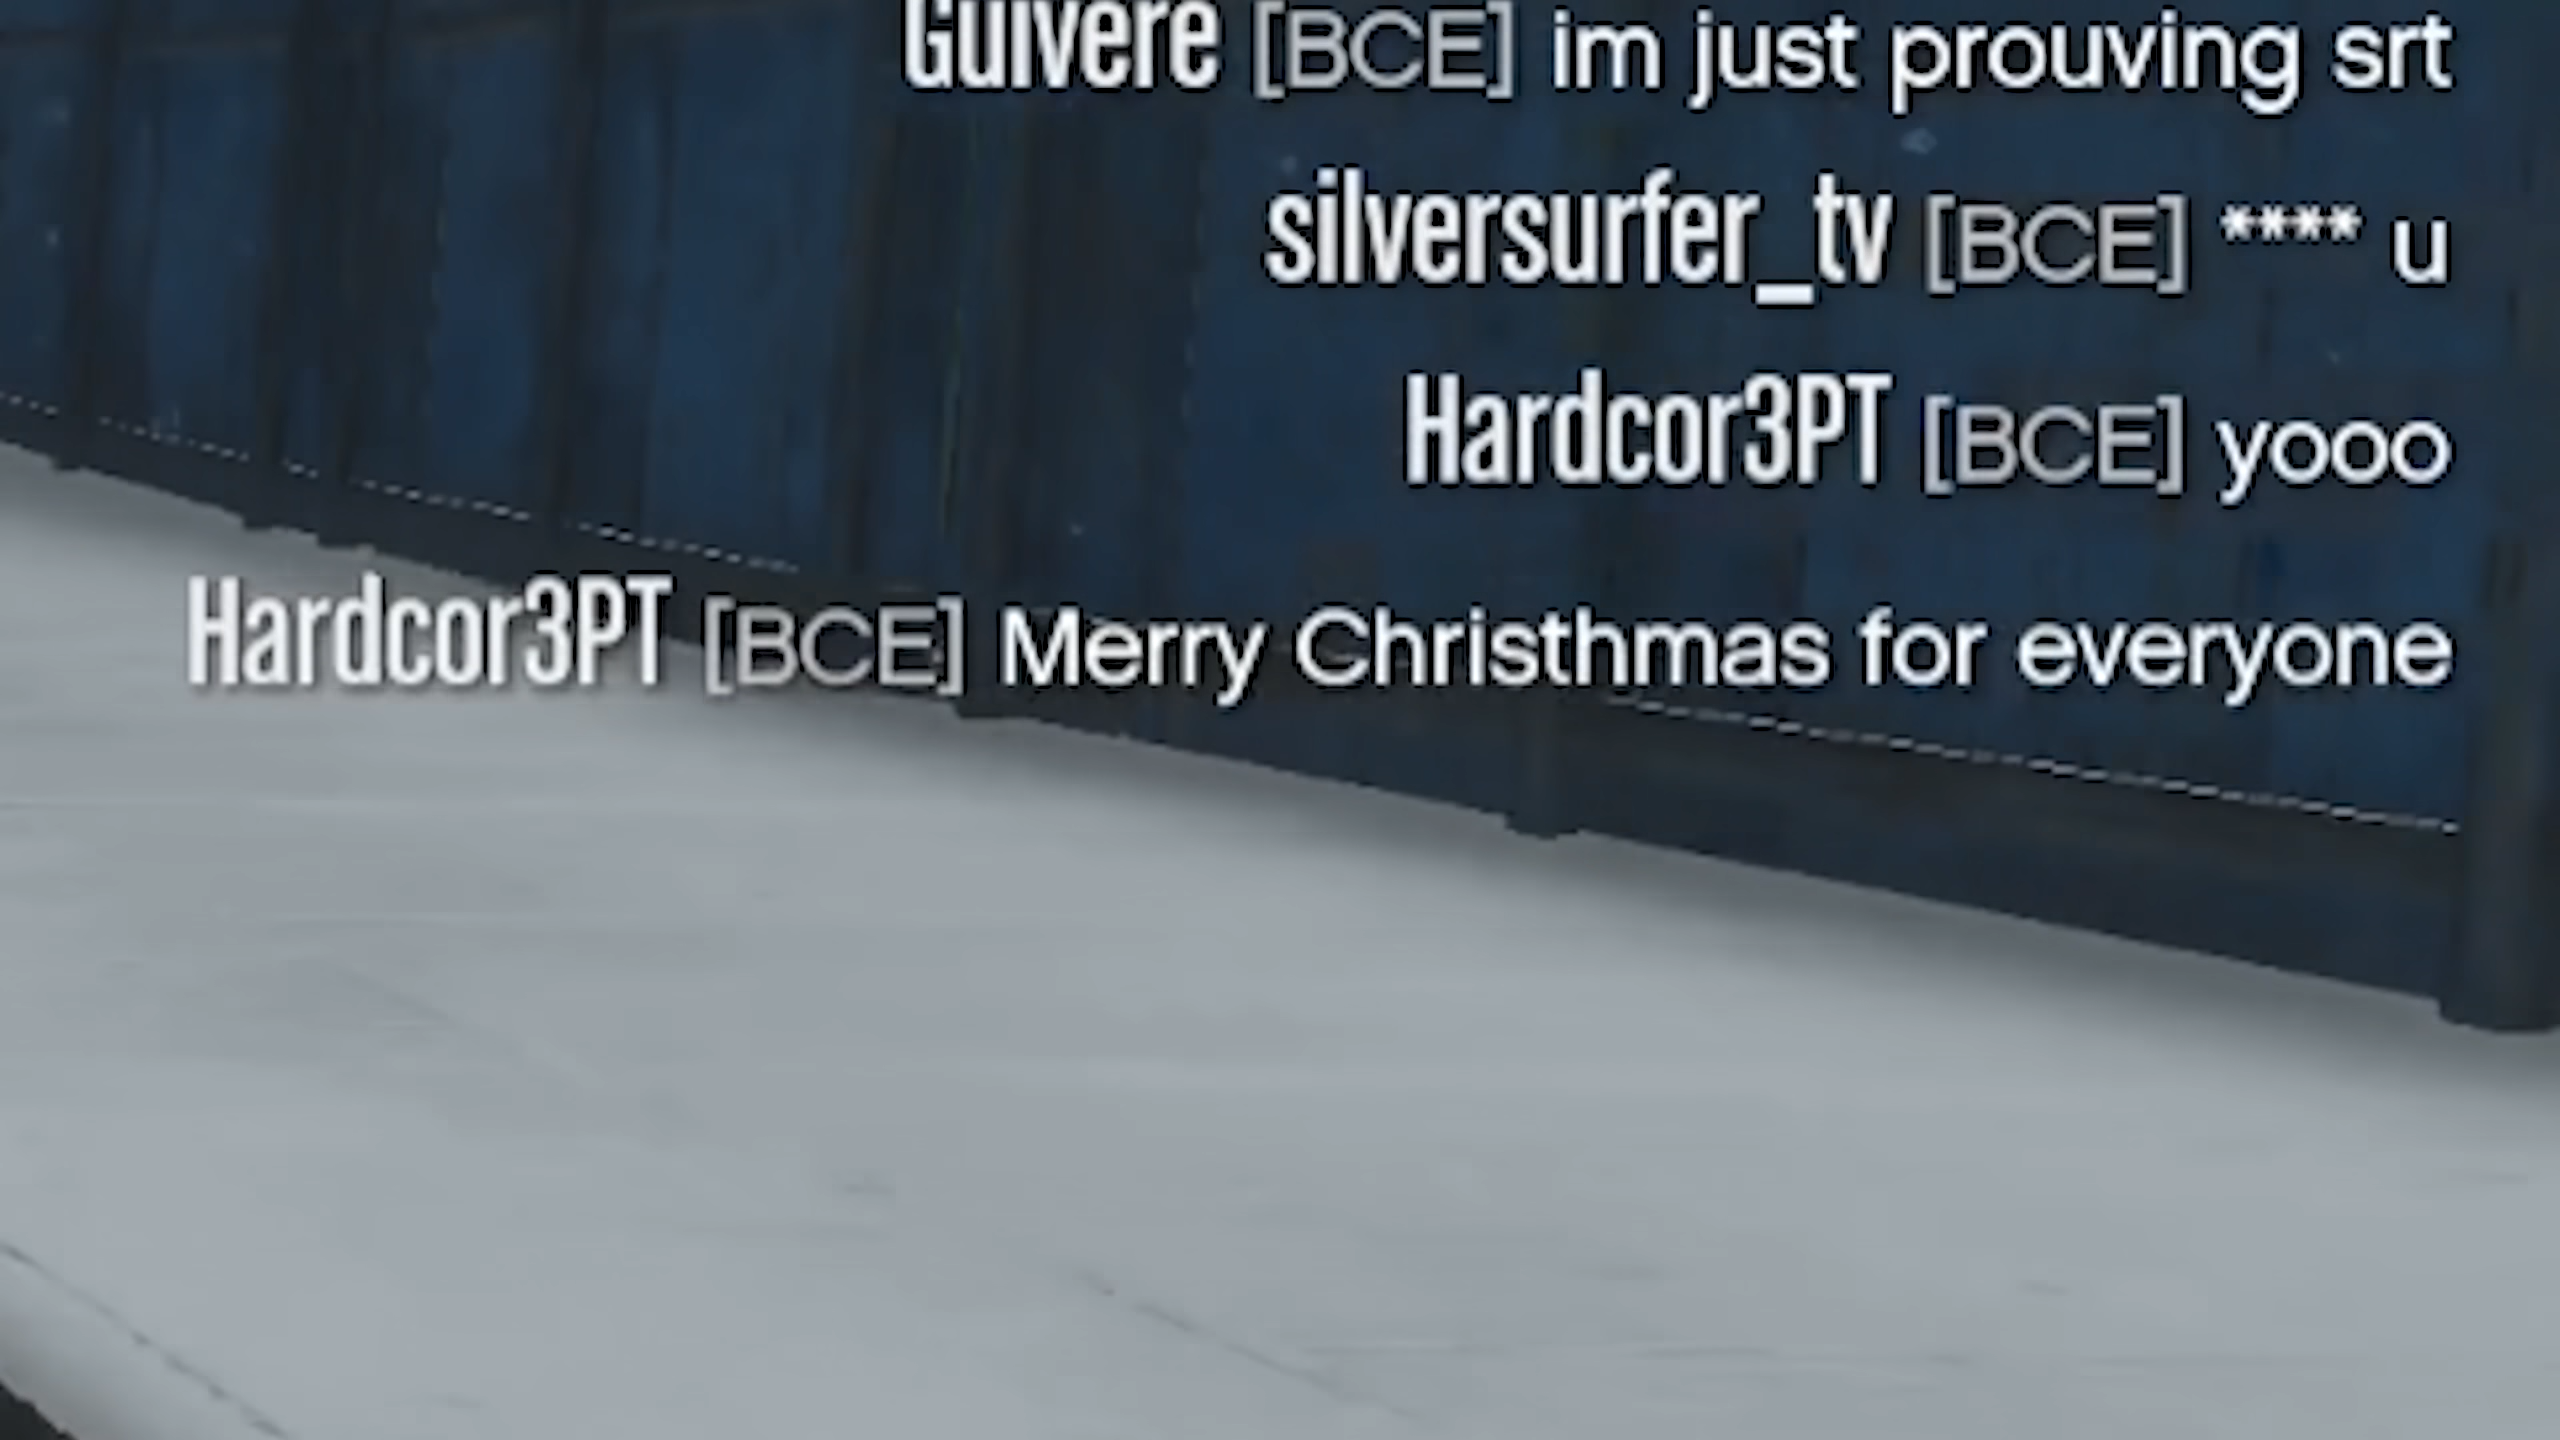 Guivere [BCE] im just prouving srt
silversurfer_tv [BCE] **** u
Hardcor3PT [BCE] yooo
Hardcor3PT [BCE] Merry Christhmas for everyone